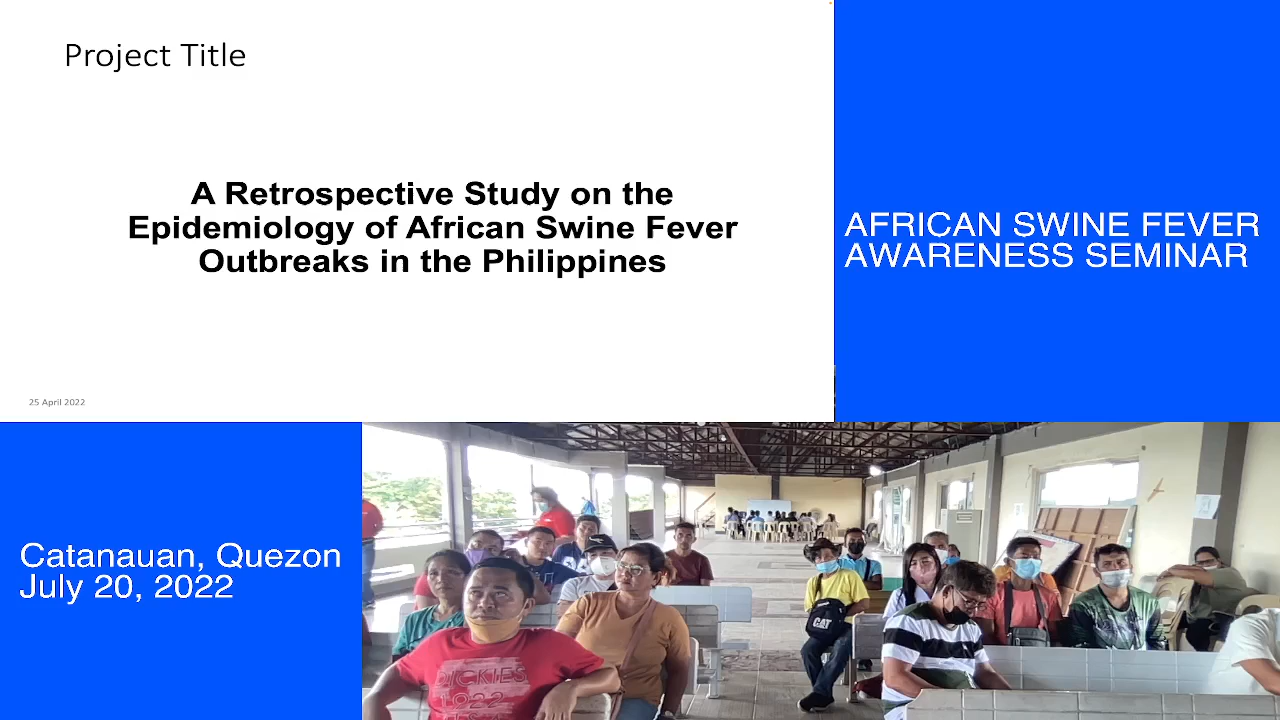 Project Title
A Retrospective Study on the
Epidemiology of African Swine Fever
Outbreaks in the Philippines
25 April 2022
AFRICAN SWINE FEVER
AWARENESS SEMINAR
Catanauan, Quezon
July 20, 2022
CAT
DICKIES
1922